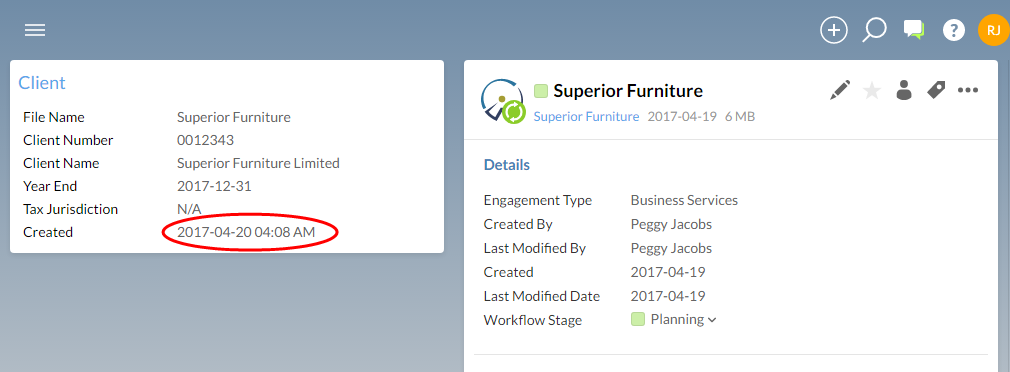 RJ
Client
File Name Superior Furniture
Client Number 0012343
Client Name Superior Furniture Limited
Year End 2017-12-31
Tax Jurisdiction N/A
Created 2017-04-20 04:08 AM
Superior Furniture
Superior Furniture 2017-04-19 6 MB
Details
Engagement Type Business Services
Created By Peggy Jacobs
Last Modified By Peggy Jacobs
Created 2017-04-19
Last Modified Date 2017-04-19
Workflow Stage Planning